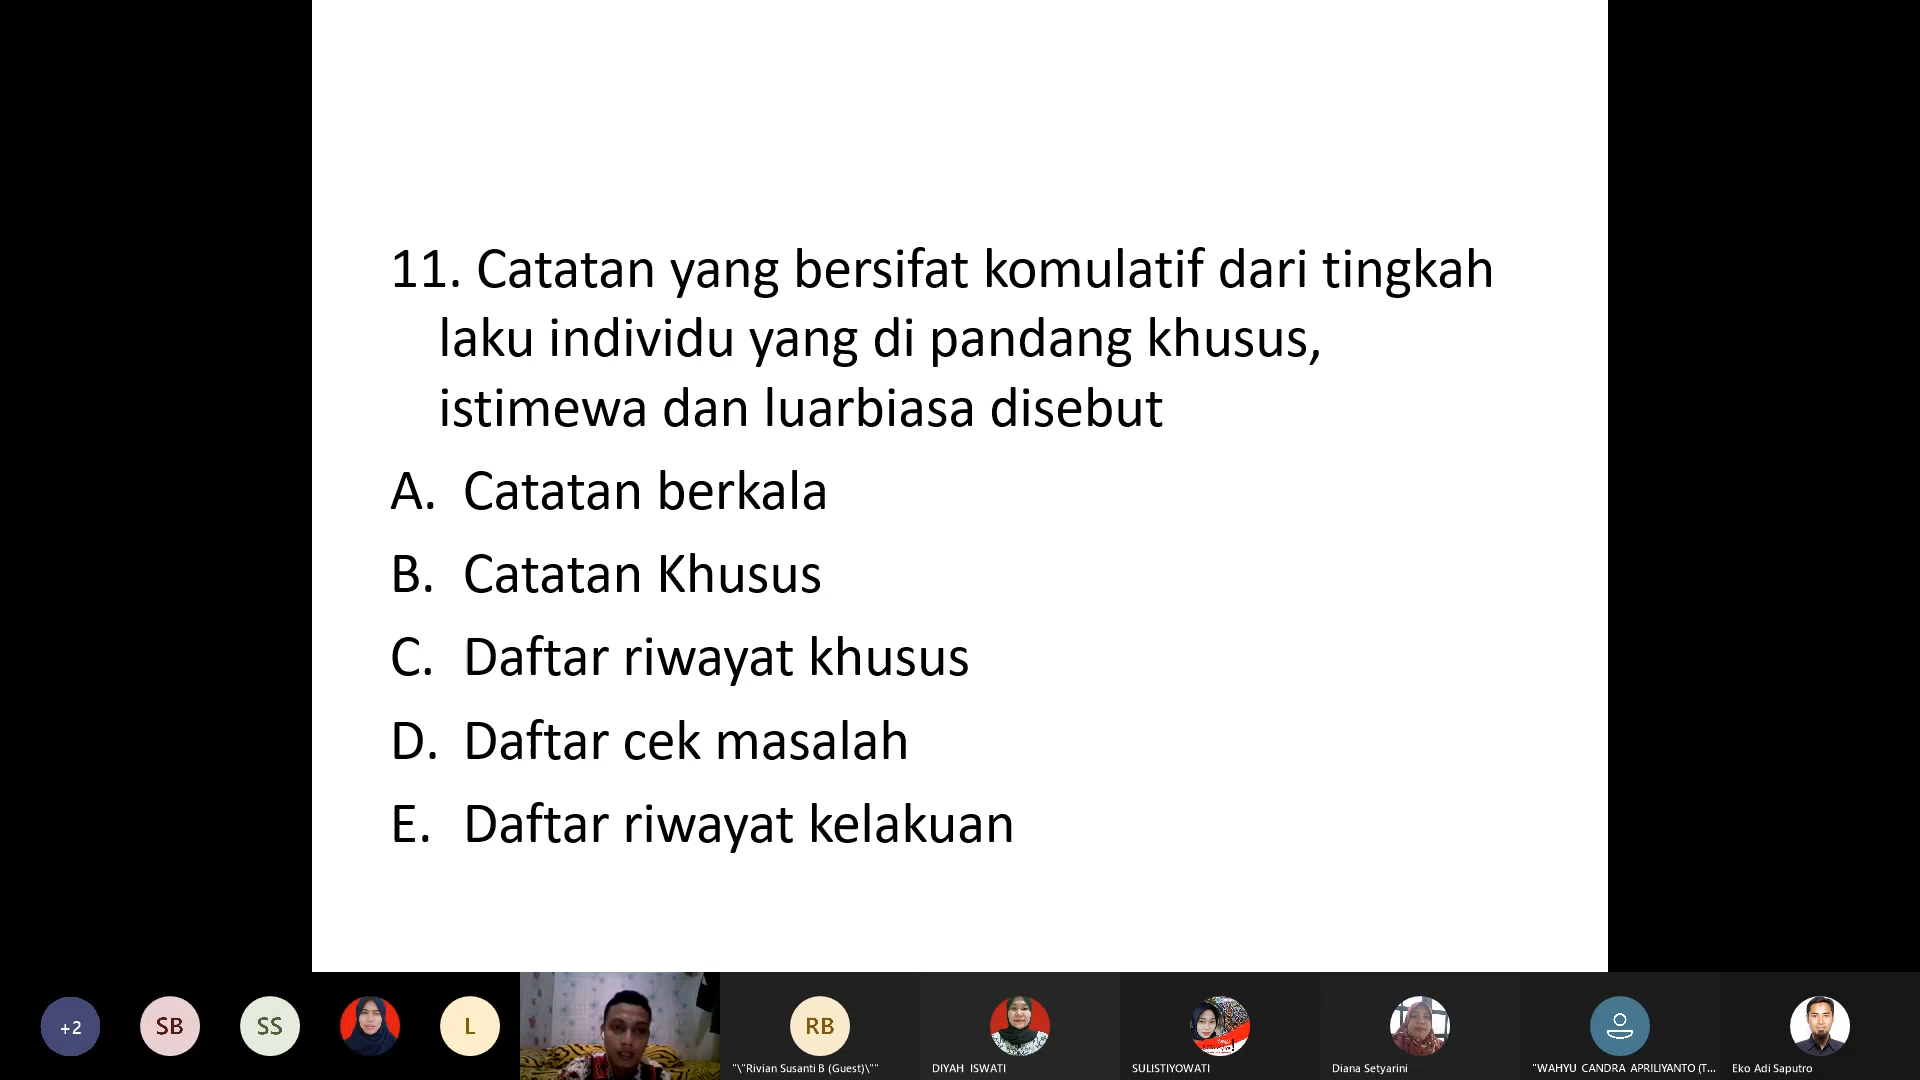 11. Catatan yang bersifat komulatif dari tingkah
laku individu yang di pandang khusus,
istimewa dan luarbiasa disebut
A. Catatan berkala
B. Catatan Khusus
C. Daftar riwayat khusus
D. Daftar cek masalah
E. Daftar riwayat kelakuan
+2
SB
SS
L
RB
"\"Rivian Susanti B (Guest)\""
DIYAH ISWATI
SULISTIYOWATI
Diana Setyarini
"WAHYU CANDRA APRILIYANTO (T...
Eko Adi Saputro